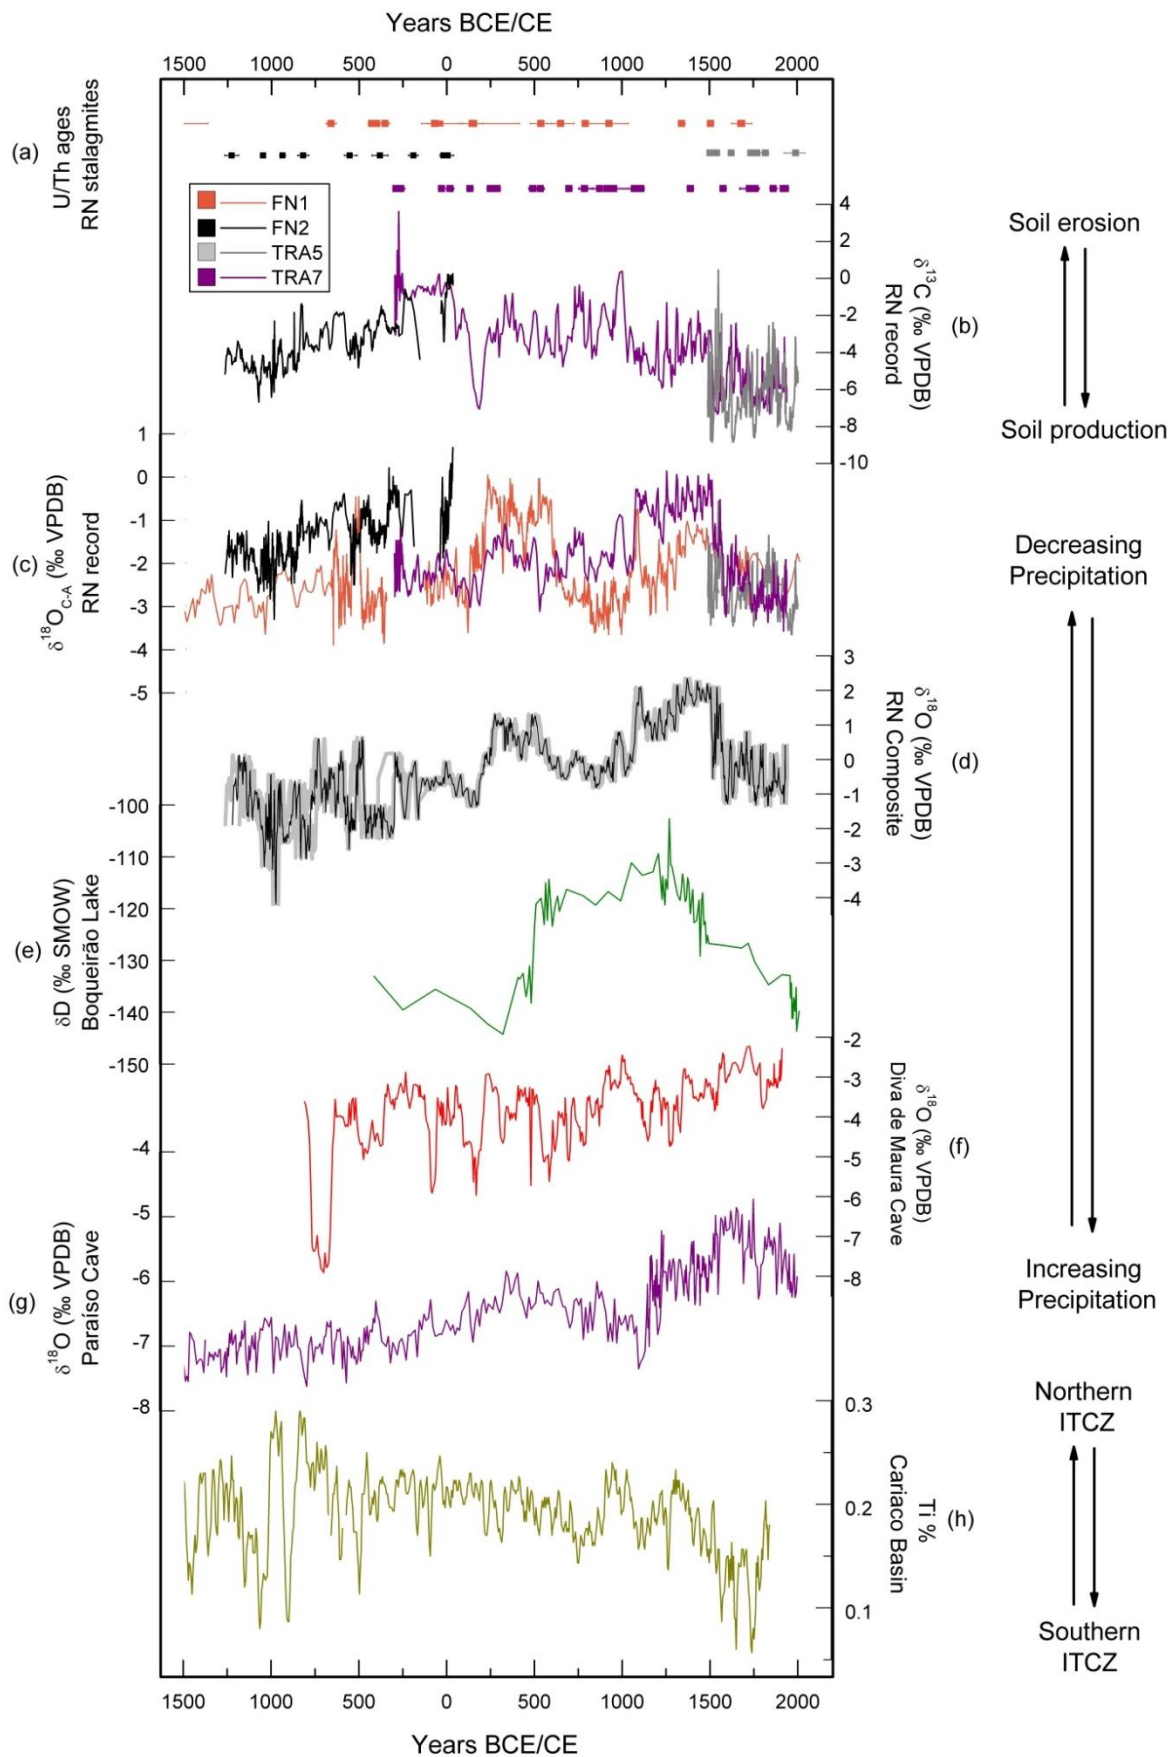 Years BCE/CE
1500 1000 500 0 500 1000 1500 2000
(a)
U/Th ages
RN stalagmites
FN1
FN2
TRA5
TRA7
4
2
0
-2
-4
-6
-8
-10
δ13C (‰ VPDB)
RN record
(b)
Soil erosion
Soil production
1
0
-1
-2
-3
-4
-5
(c)
δ18OC-A (‰ VPDB)
RN record
Decreasing
Precipitation
3
2
1
0
-1
-2
-3
-4
δ18O (‰ VPDB)
RN Composite
(d)
-100
-110
-120
-130
-140
-150
(e)
δD (‰ SMOW)
Boqueirão Lake
-2
-3
-4
-5
-6
-7
-8
δ18O (‰ VPDB)
Diva de Maura Cave
(f)
-4
-5
-6
-7
-8
(g)
δ18O (‰ VPDB)
Paraíso Cave
Increasing
Precipitation
0.3
0.2
0.1
Ti %
Cariaco Basin
(h)
Northern
ITCZ
Southern
ITCZ
1500 1000 500 0 500 1000 1500 2000
Years BCE/CE